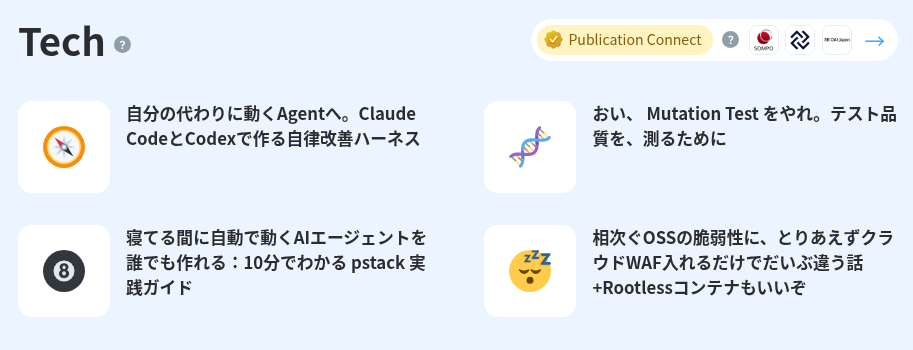 Tech
?
Publication Connect
?
SOMPO
自分の代わりに動くAgentへ。Claude
CodeとCodexで作る自律改善ハーネス
おい、 Mutation Test をやれ。テスト品
質を、測るために
寝てる間に自動で動くAIエージェントを
誰でも作れる：10分でわかる pstack 実
践ガイド
8
相次ぐOSSの脆弱性に、とりあえずクラ
ウドWAF入れるだけでだいぶ違う話
+Rootlessコンテナもいいぞ
zzZ